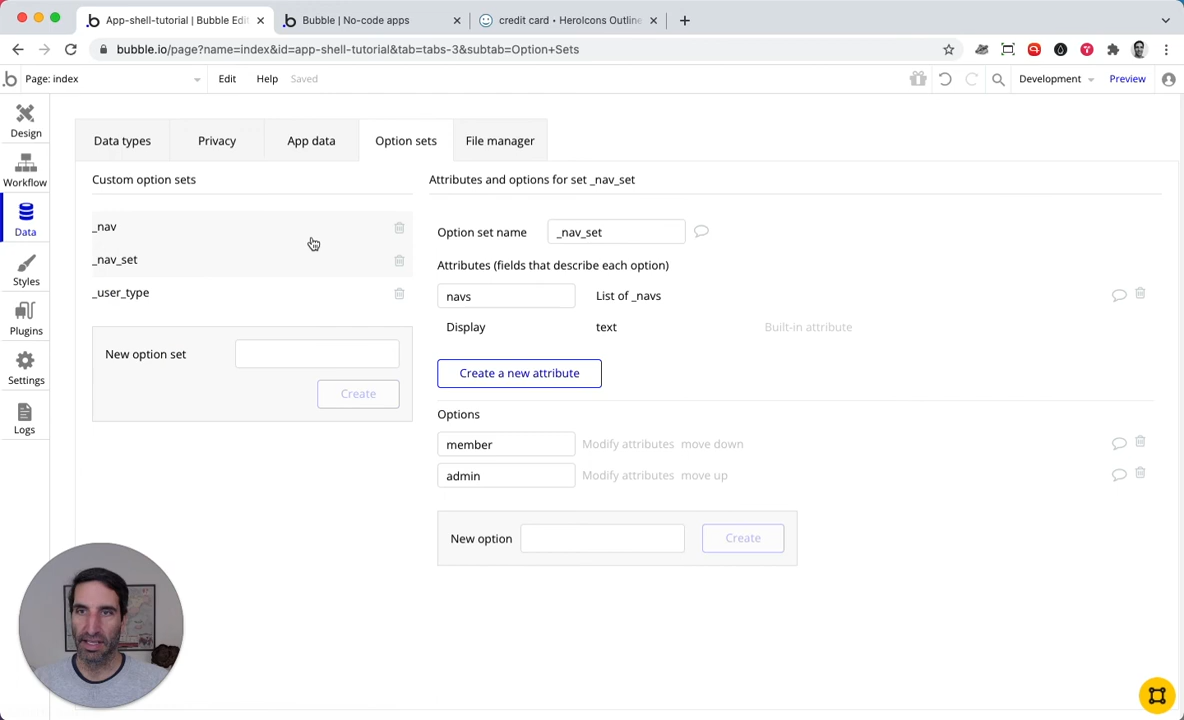 App-shell-tutorial | Bubble Edit
Bubble | No-code apps
credit card · HeroIcons Outline
bubble.io/page?name=index&id=app-shell-tutorial&tab=tabs-3&subtab=Option+Sets
Page: index
Edit
Help
Saved
Development
Preview
Design
Workflow
Data
Styles
Plugins
Settings
Logs
Data types
Privacy
App data
Option sets
File manager
Custom option sets
_nav
_nav_set
_user_type
New option set
Create
Attributes and options for set _nav_set
Option set name
_nav_set
Attributes (fields that describe each option)
navs
List of _navs
Display
text
Built-in attribute
Create a new attribute
Options
member
Modify attributes
move down
admin
Modify attributes
move up
New option
Create